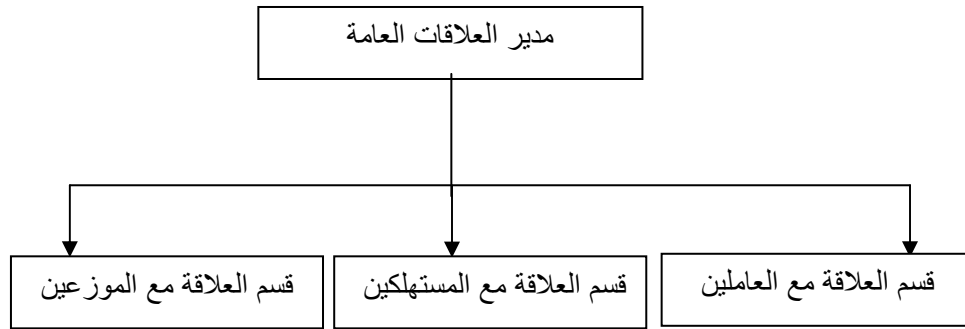 مدير العلاقات العامة
قسم العلاقة مع العاملين
قسم العلاقة مع المستهلكين
قسم العلاقة مع الموزعين